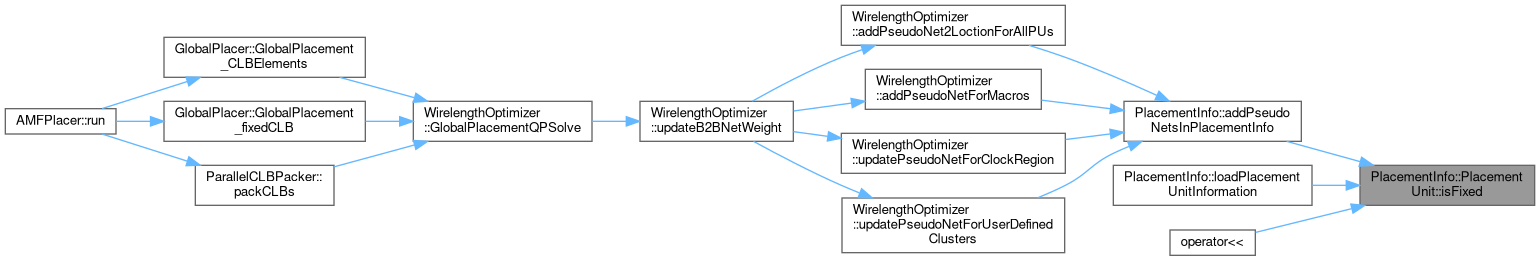 AMFPlacer::run
GlobalPlacer::GlobalPlacement
_CLBElements
GlobalPlacer::GlobalPlacement
_fixedCLB
ParallelCLBPacker::
packCLBs
WirelengthOptimizer
::GlobalPlacementQPSolve
WirelengthOptimizer
::updateB2BNetWeight
WirelengthOptimizer
::addPseudoNet2LoctionForAllPUs
WirelengthOptimizer
::addPseudoNetForMacros
WirelengthOptimizer
::updatePseudoNetForClockRegion
WirelengthOptimizer
::updatePseudoNetForUserDefined
Clusters
PlacementInfo::addPseudo
NetsInPlacementInfo
PlacementInfo::loadPlacement
UnitInformation
operator<<
PlacementInfo::Placement
Unit::isFixed